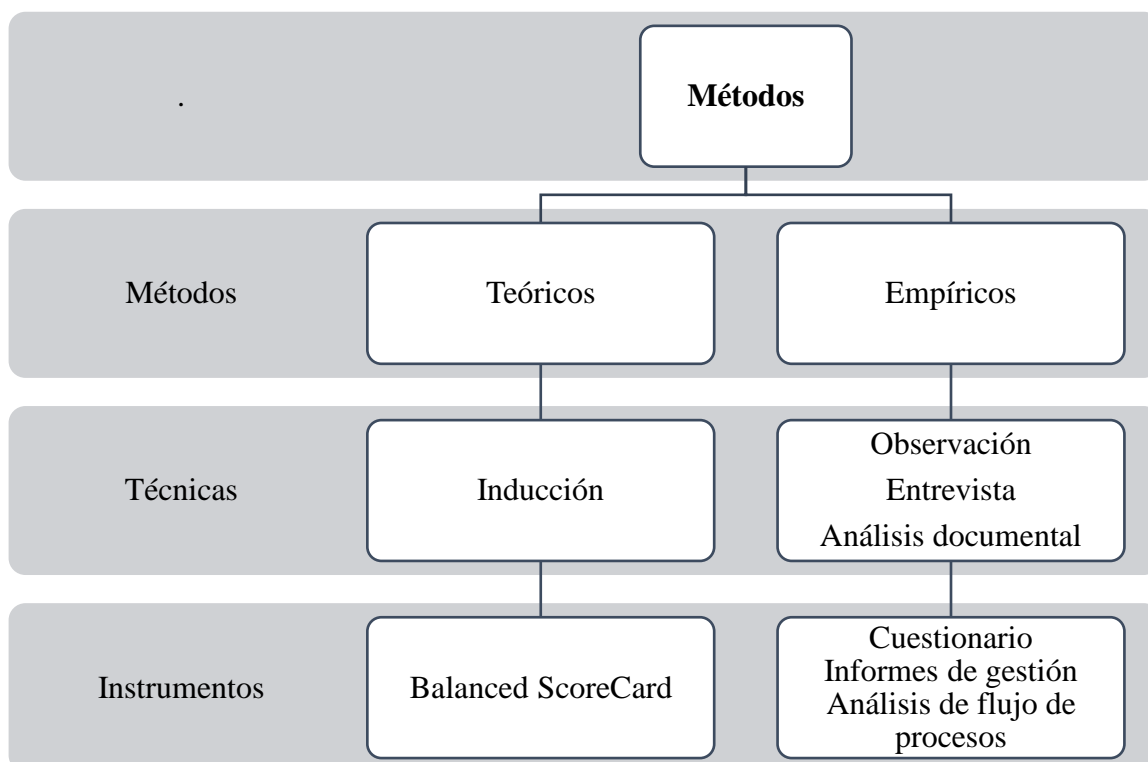 .
Métodos
Métodos
Teóricos
Empíricos
Técnicas
Inducción
Observación
Entrevista
Análisis documental
Instrumentos
Balanced ScoreCard
Cuestionario
Informes de gestión
Análisis de flujo de
procesos